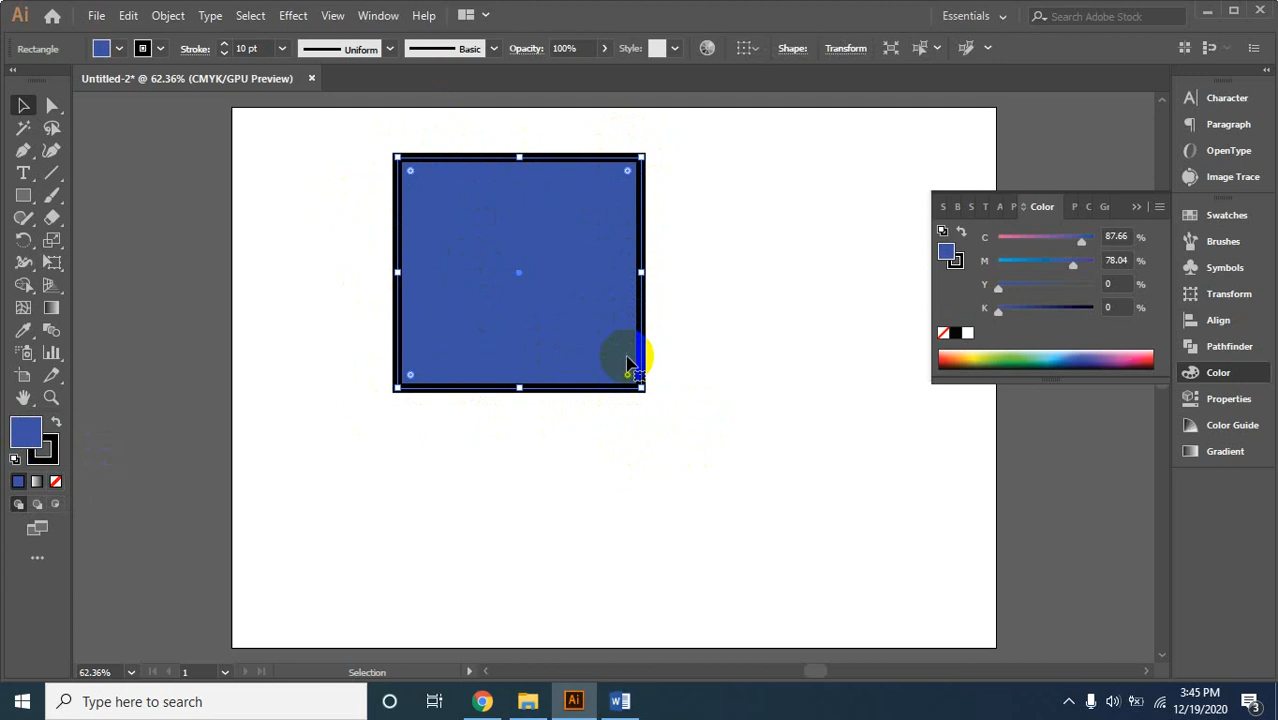 Ai File Edit Object Type Select Effect View Window Help Essentials Search Adobe Stock
Rectangle Stroke: 10 pt Uniform Basic Opacity: 100% Style: Shape: Transform
Untitled-2* @ 62.36% (CMYK/GPU Preview) ×
Character
Paragraph
OpenType
Image Trace
S B S T A P Color P C Gr
Swatches
C 87.66 %
Brushes
M 78.04 %
Symbols
Y 0 %
Transform
K 0 %
Align
Pathfinder
Color
Properties
Color Guide
Gradient
62.36% 1 Selection
Type here to search
Ai
W
3:45 PM
12/19/2020
3